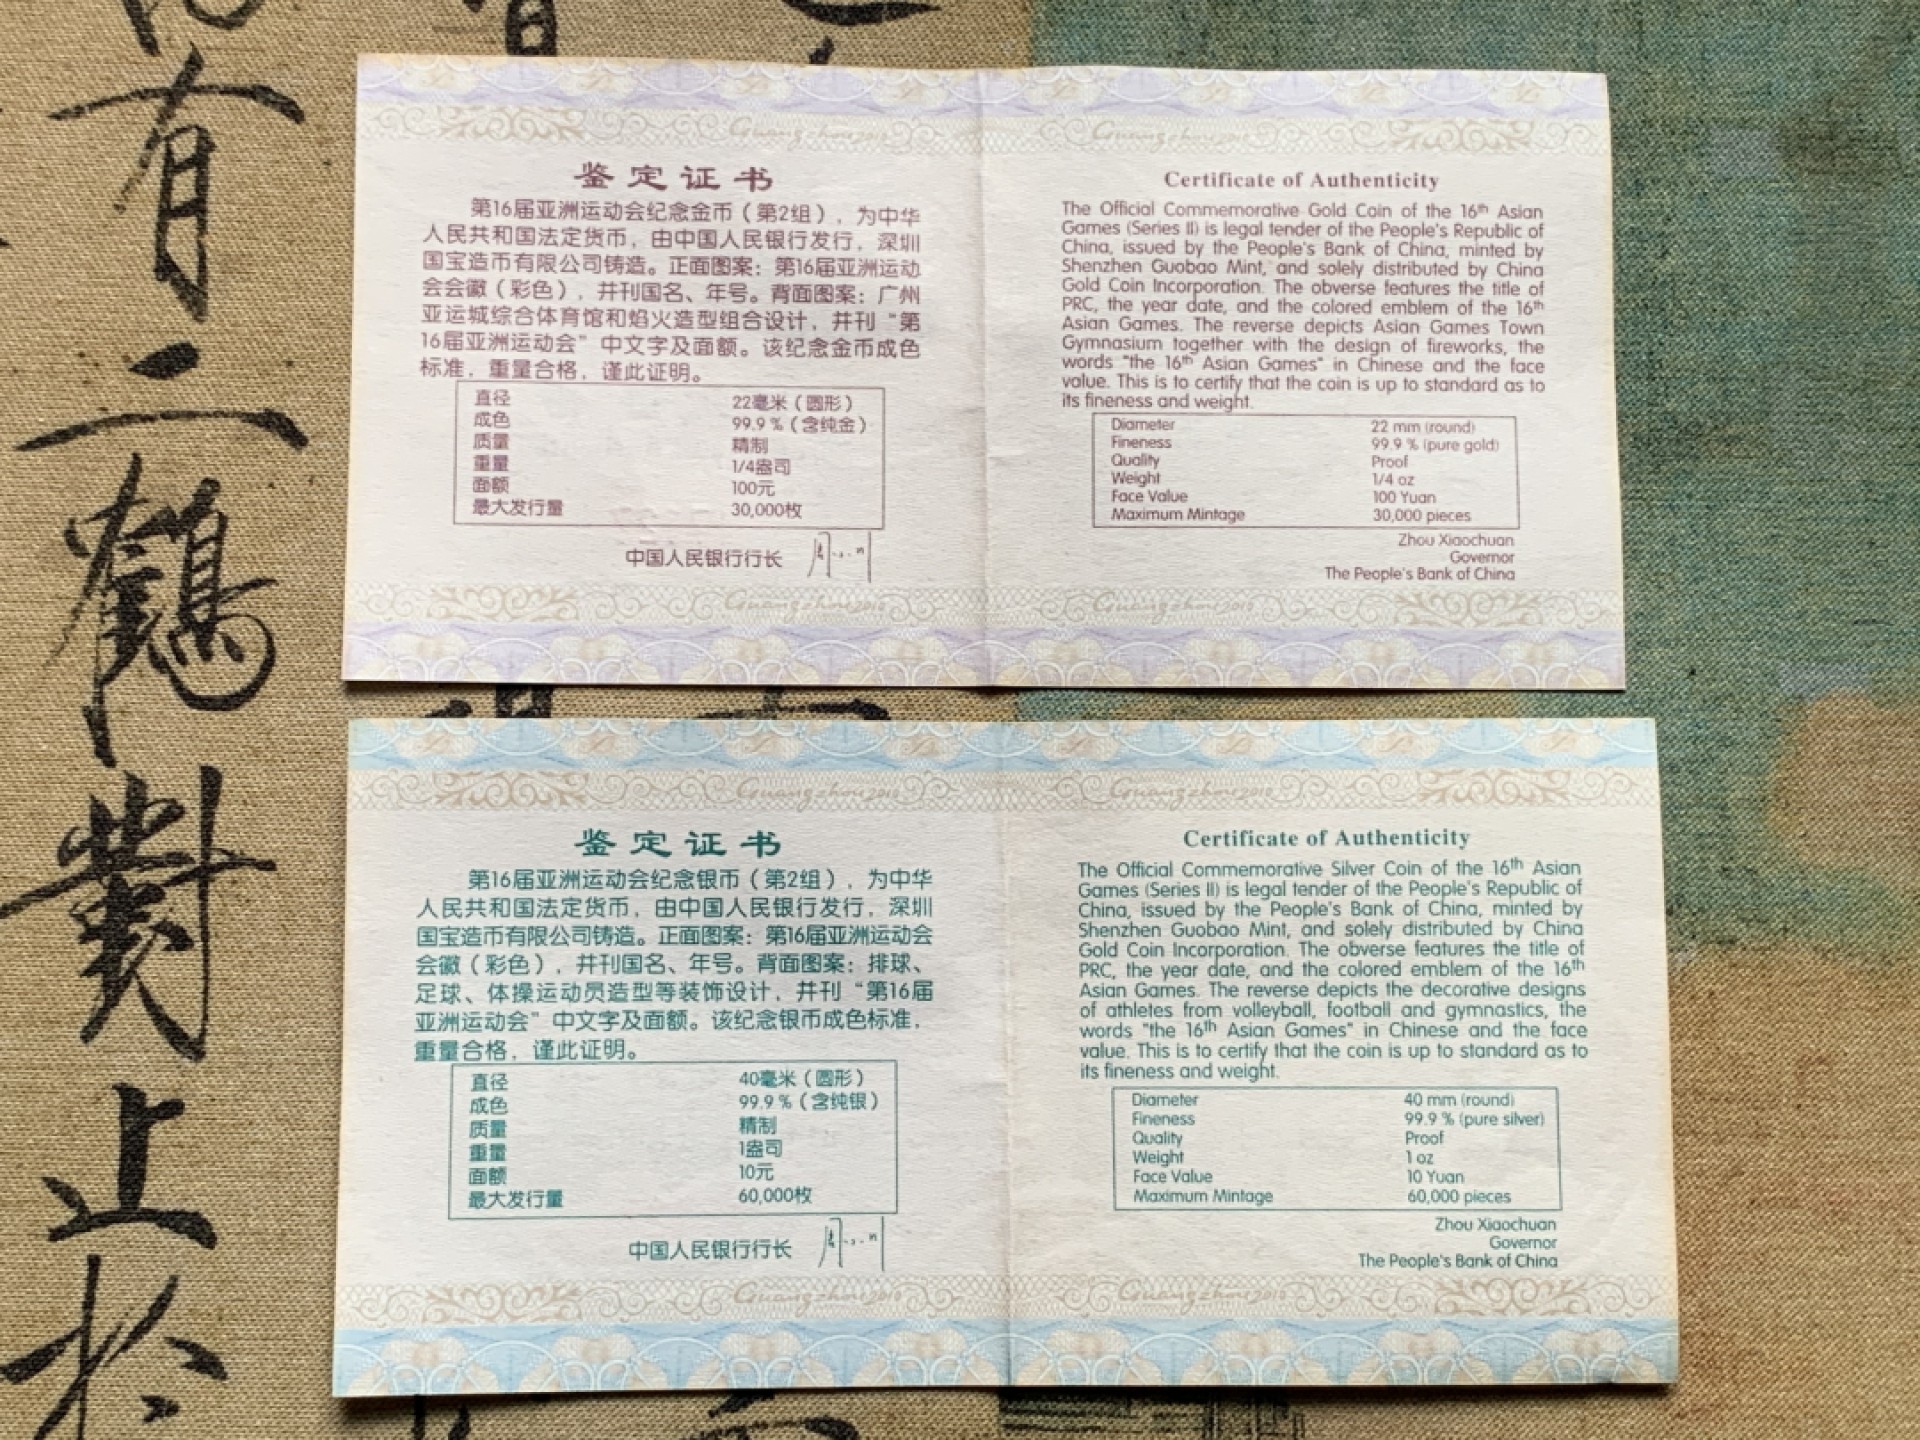 有
二
鶴
對
止
於
Guangzhou2010
Guangzhou2010
鉴定证书
第16届亚洲运动会纪念金币（第2组），为中华
人民共和国法定货币，由中国人民银行发行，深圳
国宝造币有限公司铸造。正面图案：第16届亚洲运动
会会徽（彩色），并刊国名、年号。背面图案：广州
亚运城综合体育馆和焰火造型组合设计，并刊“第
16届亚洲运动会”中文字及面额。该纪念金币成色
标准，重量合格，谨此证明。
直径 22毫米（圆形）
成色 99.9％（含纯金）
质量 精制
重量 1/4盎司
面额 100元
最大发行量 30,000枚
中国人民银行行长
Certificate of Authenticity
The Official Commemorative Gold Coin of the 16th Asian
Games (Series II) is legal tender of the People's Republic of
China, issued by the People's Bank of China, minted by
Shenzhen Guobao Mint, and solely distributed by China
Gold Coin Incorporation. The obverse features the title of
PRC, the year date, and the colored emblem of the 16th
Asian Games. The reverse depicts Asian Games Town
Gymnasium together with the design of fireworks, the
words "the 16th Asian Games" in Chinese and the face
value. This is to certify that the coin is up to standard as to
its fineness and weight.
Diameter 22 mm (round)
Fineness 99.9 % (pure gold)
Quality Proof
Weight 1/4 oz
Face Value 100 Yuan
Maximum Mintage 30,000 pieces
Zhou Xiaochuan
Governor
The People's Bank of China
Guangzhou2010
Guangzhou2010
Guangzhou2010
Guangzhou2010
鉴定证书
第16届亚洲运动会纪念银币（第2组），为中华
人民共和国法定货币，由中国人民银行发行，深圳
国宝造币有限公司铸造。正面图案：第16届亚洲运动会
会徽（彩色），并刊国名、年号。背面图案：排球、
足球、体操运动员造型等装饰设计，并刊“第16届
亚洲运动会”中文字及面额。该纪念银币成色标准，
重量合格，谨此证明。
直径 40毫米（圆形）
成色 99.9％（含纯银）
质量 精制
重量 1盎司
面额 10元
最大发行量 60,000枚
中国人民银行行长
Certificate of Authenticity
The Official Commemorative Silver Coin of the 16th Asian
Games (Series II) is legal tender of the People's Republic of
China, issued by the People's Bank of China, minted by
Shenzhen Guobao Mint, and solely distributed by China
Gold Coin Incorporation. The obverse features the title of
PRC, the year date, and the colored emblem of the 16th
Asian Games. The reverse depicts the decorative designs
of athletes from volleyball, football and gymnastics, the
words "the 16th Asian Games" in Chinese and the face
value. This is to certify that the coin is up to standard as to
its fineness and weight.
Diameter 40 mm (round)
Fineness 99.9 % (pure silver)
Quality Proof
Weight 1 oz
Face Value 10 Yuan
Maximum Mintage 60,000 pieces
Zhou Xiaochuan
Governor
The People's Bank of China
Guangzhou2010
Guangzhou2010